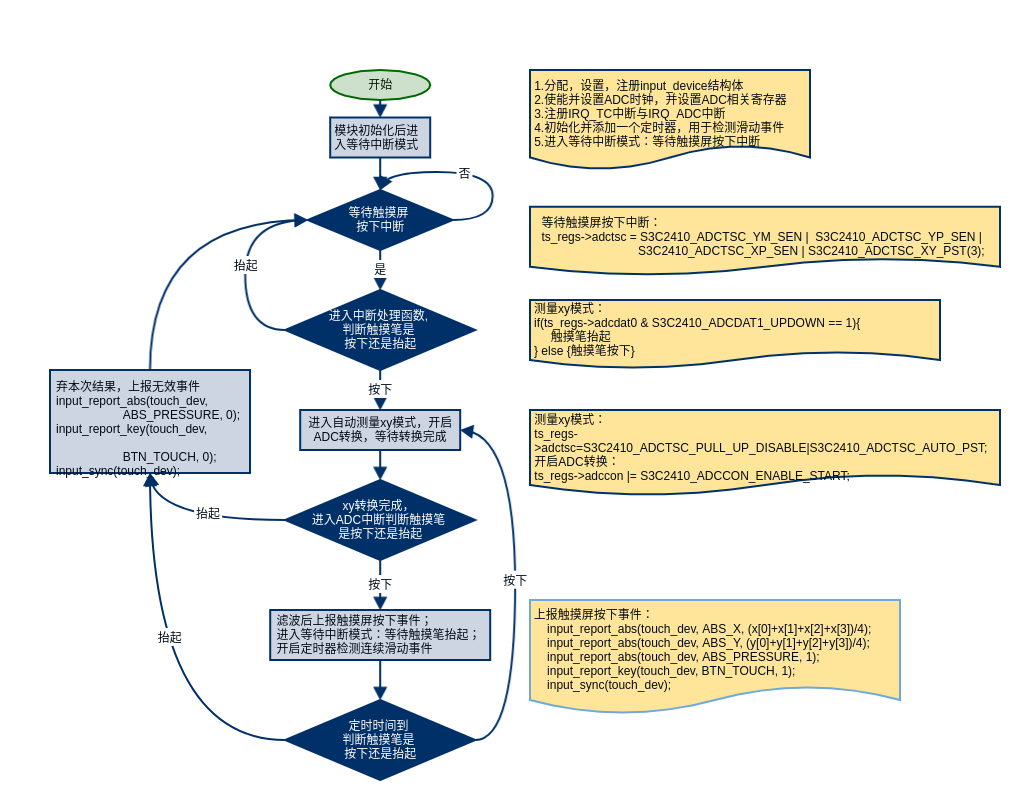 开始
模块初始化后进
入等待中断模式
否
等待触摸屏
按下中断
抬起
是
进入中断处理函数,
判断触摸笔是
按下还是抬起
按下
弃本次结果，上报无效事件
input_report_abs(touch_dev,
ABS_PRESSURE, 0);
input_report_key(touch_dev,
BTN_TOUCH, 0);
input_sync(touch_dev);
进入自动测量xy模式，开启
ADC转换，等待转换完成
xy转换完成，
进入ADC中断判断触摸笔
是按下还是抬起
抬起
按下
按下
滤波后上报触摸屏按下事件；
进入等待中断模式：等待触摸笔抬起；
开启定时器检测连续滑动事件
抬起
定时时间到
判断触摸笔是
按下还是抬起
1.分配，设置，注册input_device结构体
2.使能并设置ADC时钟，并设置ADC相关寄存器
3.注册IRQ_TC中断与IRQ_ADC中断
4.初始化并添加一个定时器，用于检测滑动事件
5.进入等待中断模式：等待触摸屏按下中断
等待触摸屏按下中断：
ts_regs->adctsc = S3C2410_ADCTSC_YM_SEN | S3C2410_ADCTSC_YP_SEN |
S3C2410_ADCTSC_XP_SEN | S3C2410_ADCTSC_XY_PST(3);
测量xy模式：
if(ts_regs->adcdat0 & S3C2410_ADCDAT1_UPDOWN == 1){
触摸笔抬起
} else {触摸笔按下}
测量xy模式：
ts_regs-
>adctsc=S3C2410_ADCTSC_PULL_UP_DISABLE|S3C2410_ADCTSC_AUTO_PST;
开启ADC转换：
ts_regs->adccon |= S3C2410_ADCCON_ENABLE_START;
上报触摸屏按下事件：
input_report_abs(touch_dev, ABS_X, (x[0]+x[1]+x[2]+x[3])/4);
input_report_abs(touch_dev, ABS_Y, (y[0]+y[1]+y[2]+y[3])/4);
input_report_abs(touch_dev, ABS_PRESSURE, 1);
input_report_key(touch_dev, BTN_TOUCH, 1);
input_sync(touch_dev);